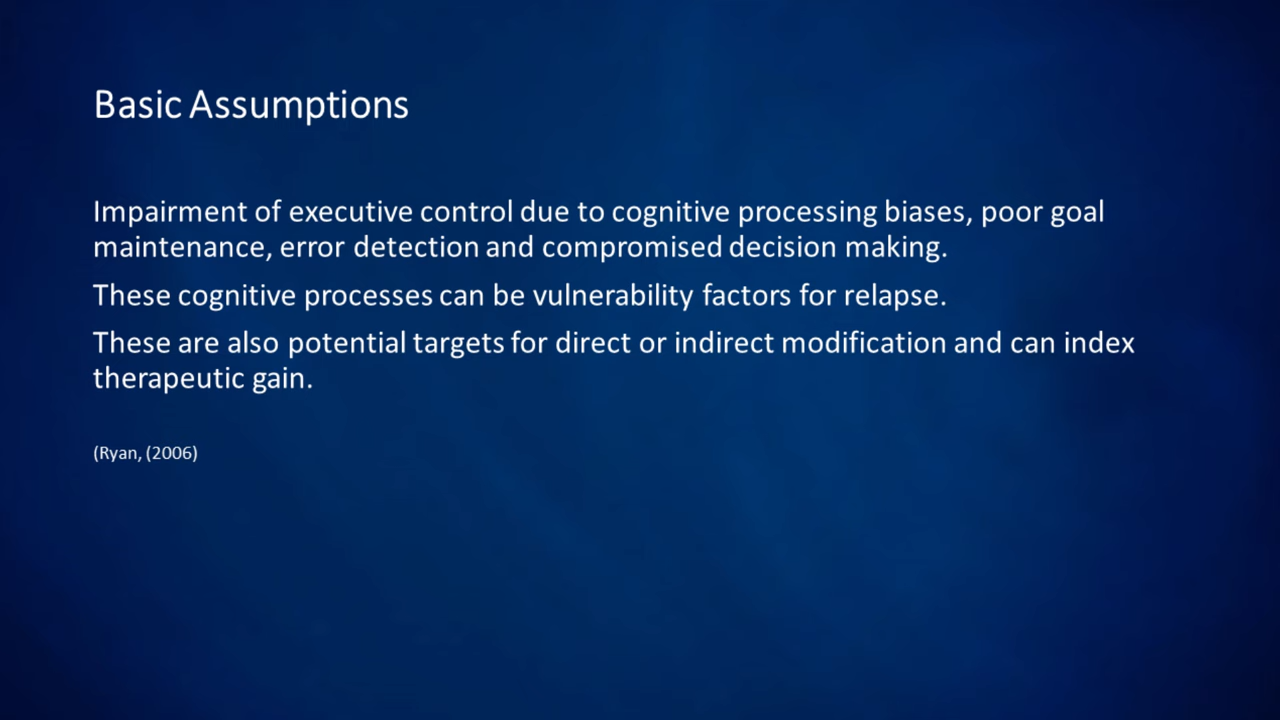 Basic Assumptions
Impairment of executive control due to cognitive processing biases, poor goal
maintenance, error detection and compromised decision making.
These cognitive processes can be vulnerability factors for relapse.
These are also potential targets for direct or indirect modification and can index
therapeutic gain.
(Ryan, (2006)